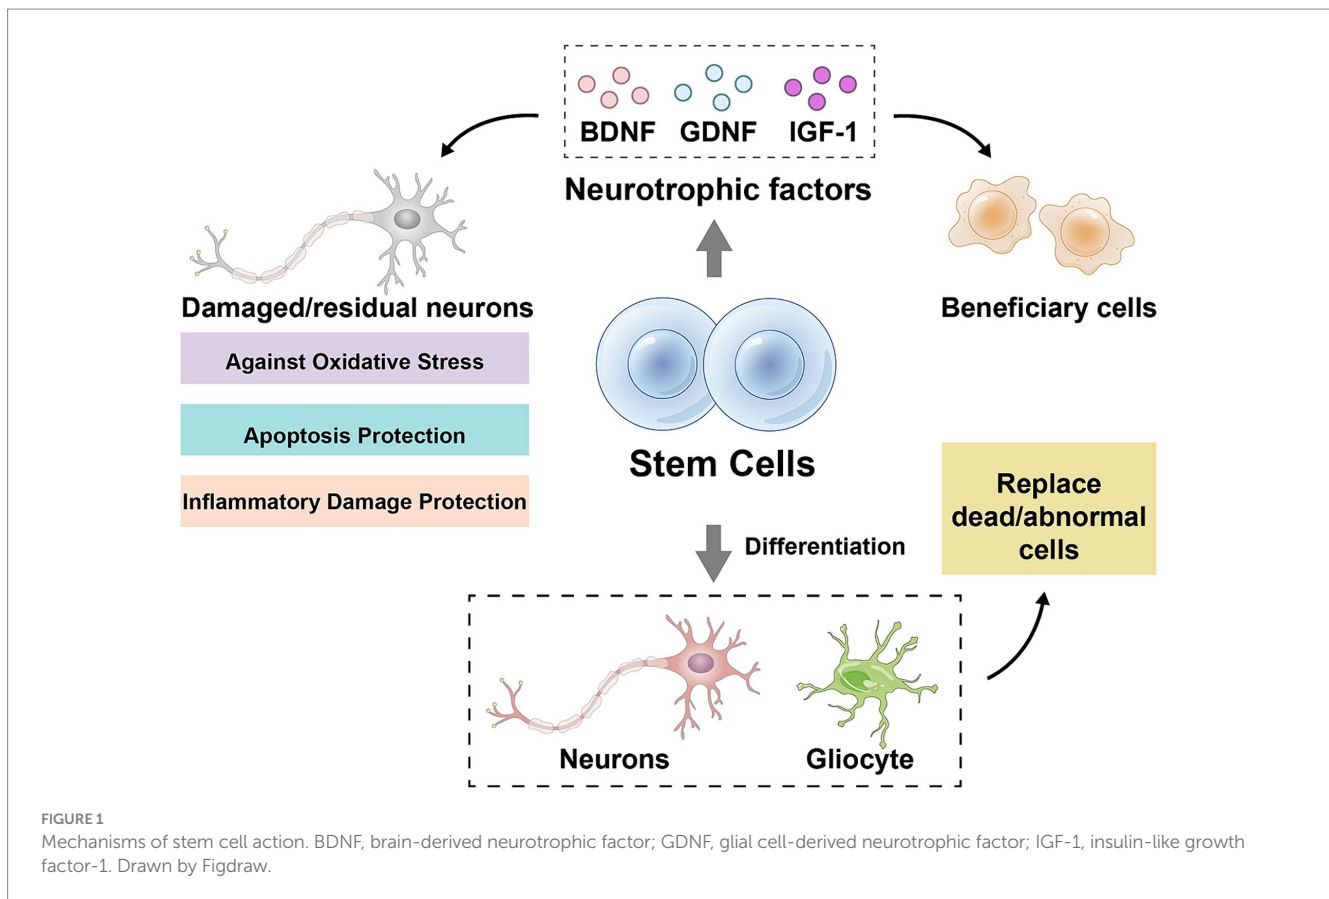 BDNF GDNF IGF-1
Neurotrophic factors
Damaged/residual neurons
Against Oxidative Stress
Apoptosis Protection
Inflammatory Damage Protection
Beneficiary cells
Stem Cells
Differentiation
Replace
dead/abnormal
cells
Neurons
Gliocyte
FIGURE 1
Mechanisms of stem cell action. BDNF, brain-derived neurotrophic factor; GDNF, glial cell-derived neurotrophic factor; IGF-1, insulin-like growth
factor-1. Drawn by Figdraw.